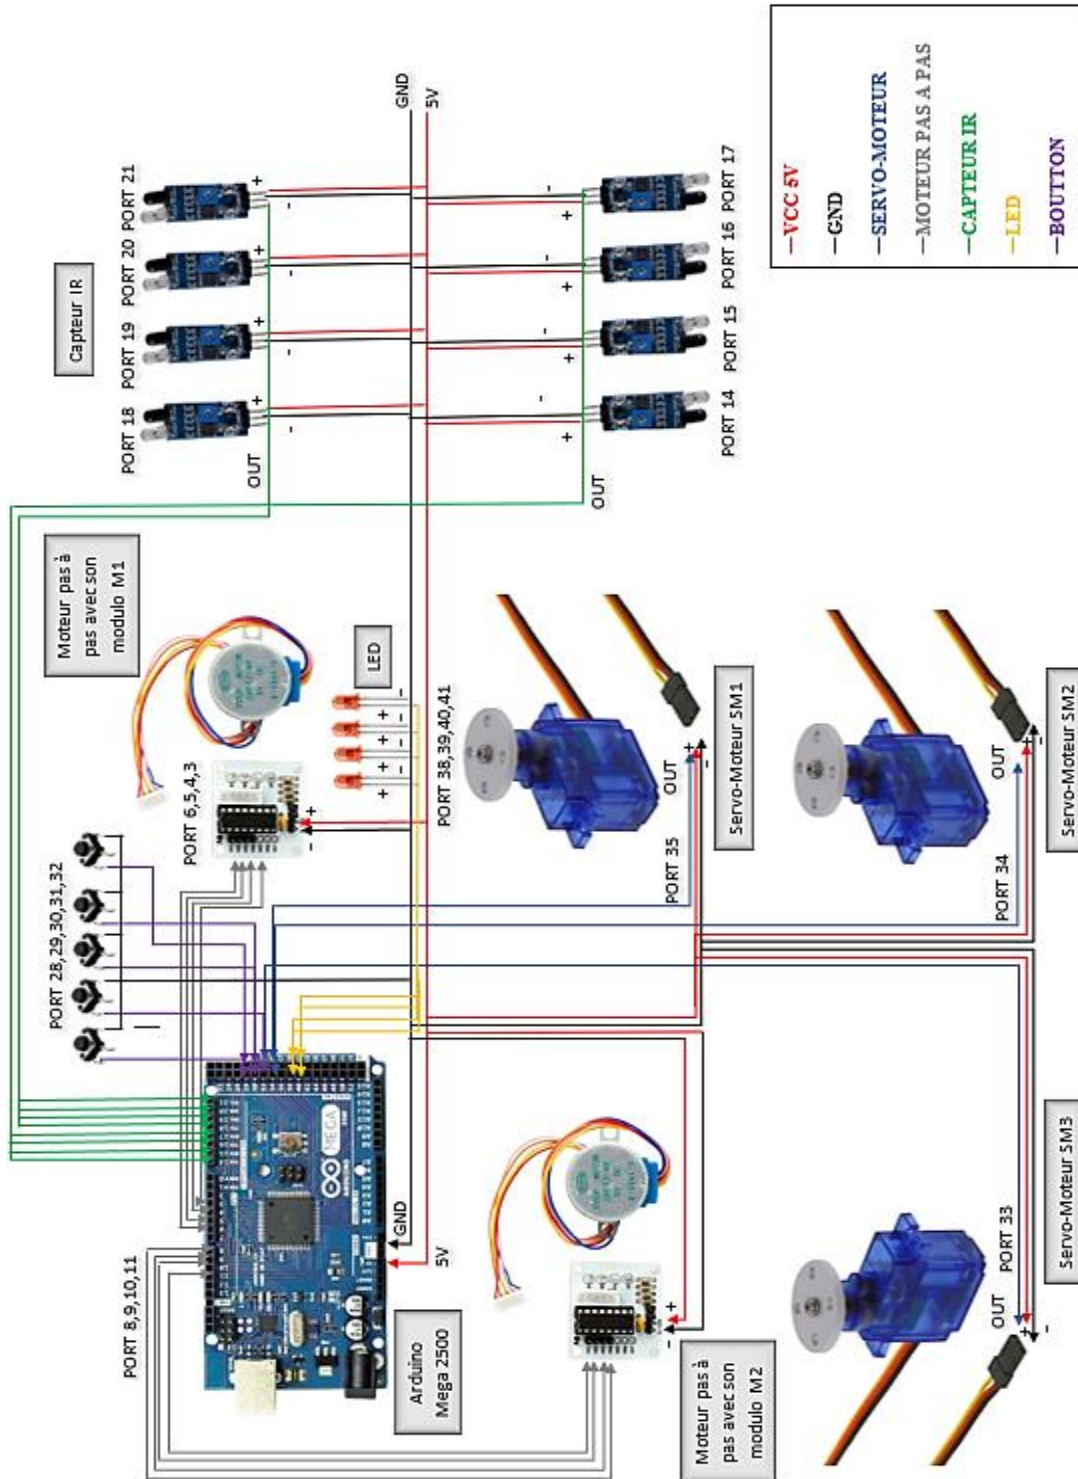 GND
5V
PORT 21
PORT 20
PORT 19
PORT 18
Capteur IR
+
+
+
+
-
-
-
-
OUT
PORT 17
PORT 16
PORT 15
PORT 14
-
-
-
-
+
+
+
+
OUT
—VCC 5V
—GND
—SERVO-MOTEUR
—MOTEUR PAS A PAS
—CAPTEUR IR
—LED
—BOUTTON
Moteur pas à
pas avec son
modulo M1
LED
- + - + - + - +
PORT 38,39,40,41
PORT 6,5,4,3
+
-
PORT 28,29,30,31,32
PORT 8,9,10,11
MEGA
ARDUINO
GND
5V
Arduino
Mega 2500
Moteur pas à
pas avec son
modulo M2
+
-
OUT
+
-
PORT 35
Servo-Moteur SM1
OUT
+
-
PORT 34
Servo-Moteur SM2
PORT 33
OUT
+
-
Servo-Moteur SM3